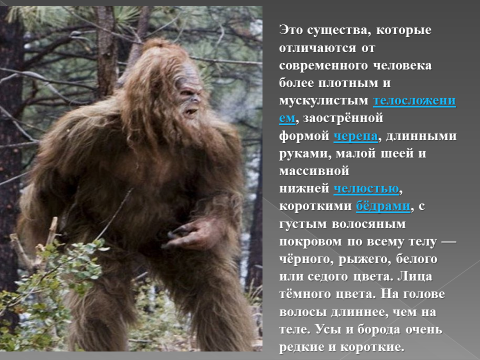 Это существа, которые
отличаются от
современного человека
более плотным и
мускулистым телосложени
ем, заострённой
формой черепа, длинными
руками, малой шеей и
массивной
нижней челюстью,
короткими бёдрами, с
густым волосяным
покровом по всему телу —
чёрного, рыжего, белого
или седого цвета. Лица
тёмного цвета. На голове
волосы длиннее, чем на
теле. Усы и борода очень
редкие и короткие.